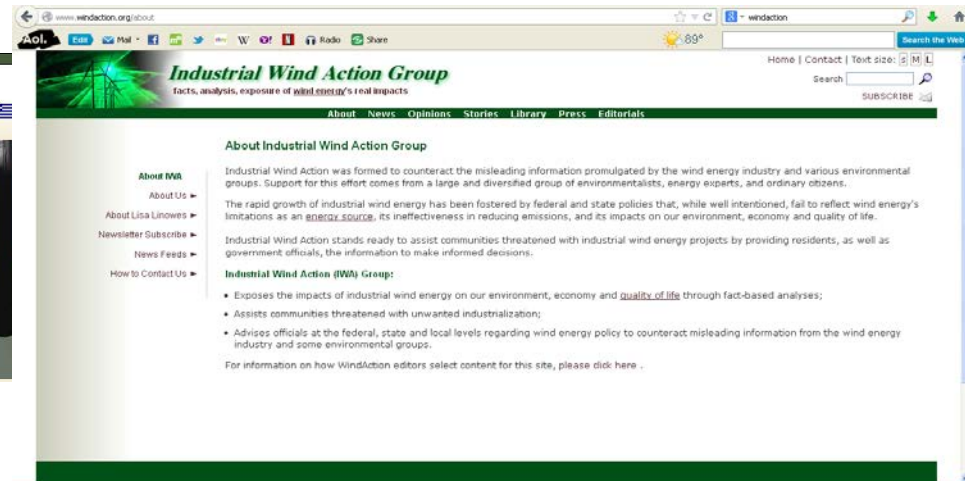 www.windaction.org/about
windaction
Aol. Edit Mail W O! Radio Share 89° Search the Web
Home | Contact | Text size: S M L
Industrial Wind Action Group
Search
facts, analysis, exposure of wind energy's real impacts
SUBSCRIBE
About News Opinions Stories Library Press Editorials
About Industrial Wind Action Group
About IWA
About Us
About Lisa Linowes
Newsletter Subscribe
News Feeds
How to Contact Us
Industrial Wind Action was formed to counteract the misleading information promulgated by the wind energy industry and various environmental
groups. Support for this effort comes from a large and diversified group of environmentalists, energy experts, and ordinary citizens.
The rapid growth of industrial wind energy has been fostered by federal and state policies that, while well intentioned, fail to reflect wind energy's
limitations as an energy source, its ineffectiveness in reducing emissions, and its impacts on our environment, economy and quality of life.
Industrial Wind Action stands ready to assist communities threatened with industrial wind energy projects by providing residents, as well as
government officials, the information to make informed decisions.
Industrial Wind Action (IWA) Group:
• Exposes the impacts of industrial wind energy on our environment, economy and quality of life through fact-based analyses;
• Assists communities threatened with unwanted industrialization;
• Advises officials at the federal, state and local levels regarding wind energy policy to counteract misleading information from the wind energy
industry and some environmental groups.
For information on how WindAction editors select content for this site, please click here .